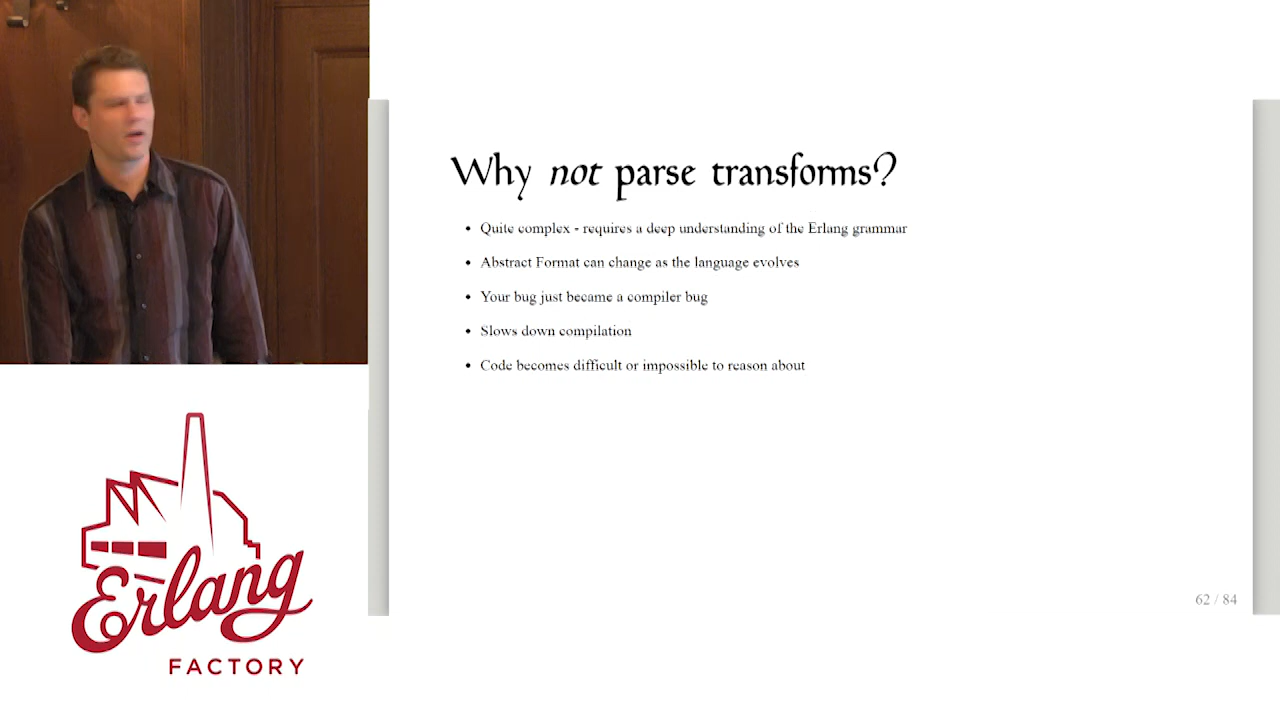 Why not parse transforms?
Quite complex - requires a deep understanding of the Erlang grammar
Abstract Format can change as the language evolves
Your bug just became a compiler bug
Slows down compilation
Code becomes difficult or impossible to reason about
62 / 84
Erlang
FACTORY